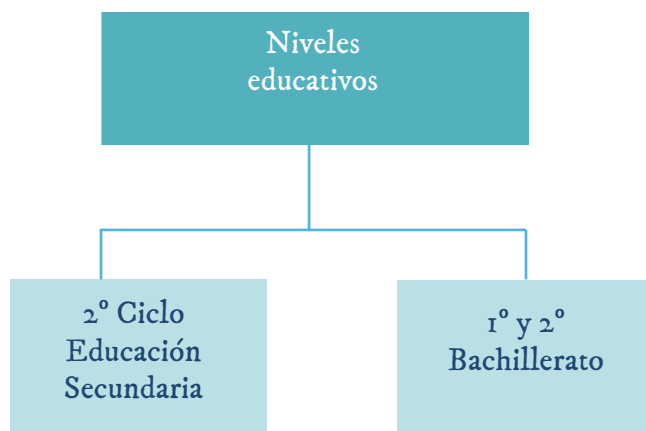 Niveles
educativos
2º Ciclo
Educación
Secundaria
1º y 2º
Bachillerato